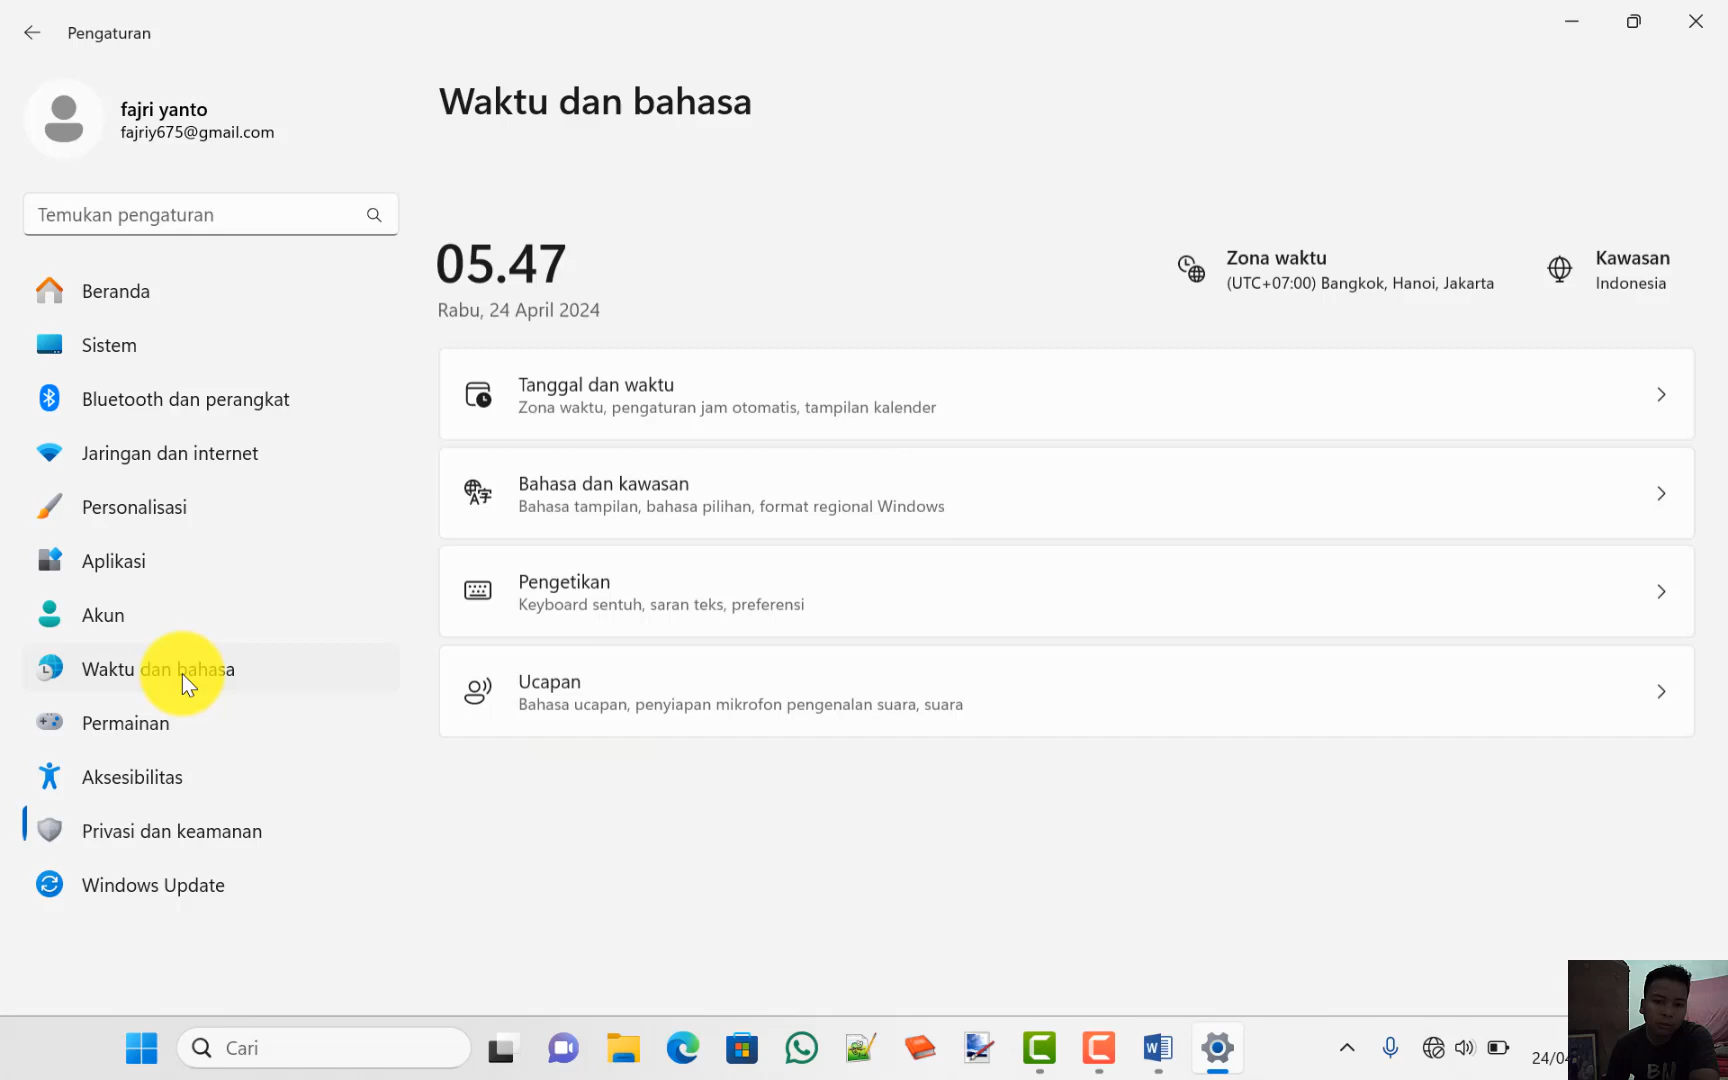 Pengaturan
fajri yanto
fajriy675@gmail.com
Temukan pengaturan
Beranda
Sistem
Bluetooth dan perangkat
Jaringan dan internet
Personalisasi
Aplikasi
Akun
Waktu dan bahasa
Permainan
Aksesibilitas
Privasi dan keamanan
Windows Update
Waktu dan bahasa
05.47
Rabu, 24 April 2024
Zona waktu
(UTC+07:00) Bangkok, Hanoi, Jakarta
Kawasan
Indonesia
Tanggal dan waktu
Zona waktu, pengaturan jam otomatis, tampilan kalender
Bahasa dan kawasan
Bahasa tampilan, bahasa pilihan, format regional Windows
Pengetikan
Keyboard sentuh, saran teks, preferensi
Ucapan
Bahasa ucapan, penyiapan mikrofon pengenalan suara, suara
Cari
24/04